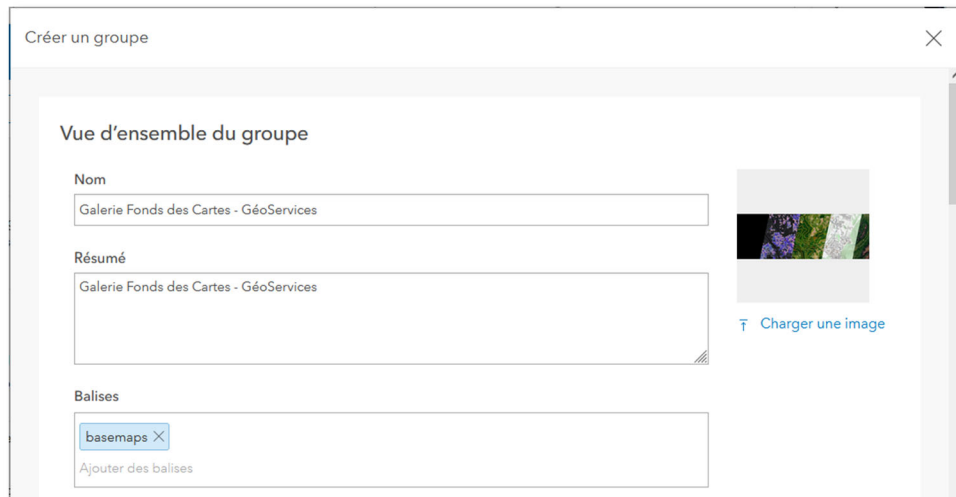 Créer un groupe
Vue d’ensemble du groupe
Nom
Galerie Fonds des Cartes - GéoServices
Résumé
Galerie Fonds des Cartes - GéoServices
Charger une image
Balises
basemaps
Ajouter des balises